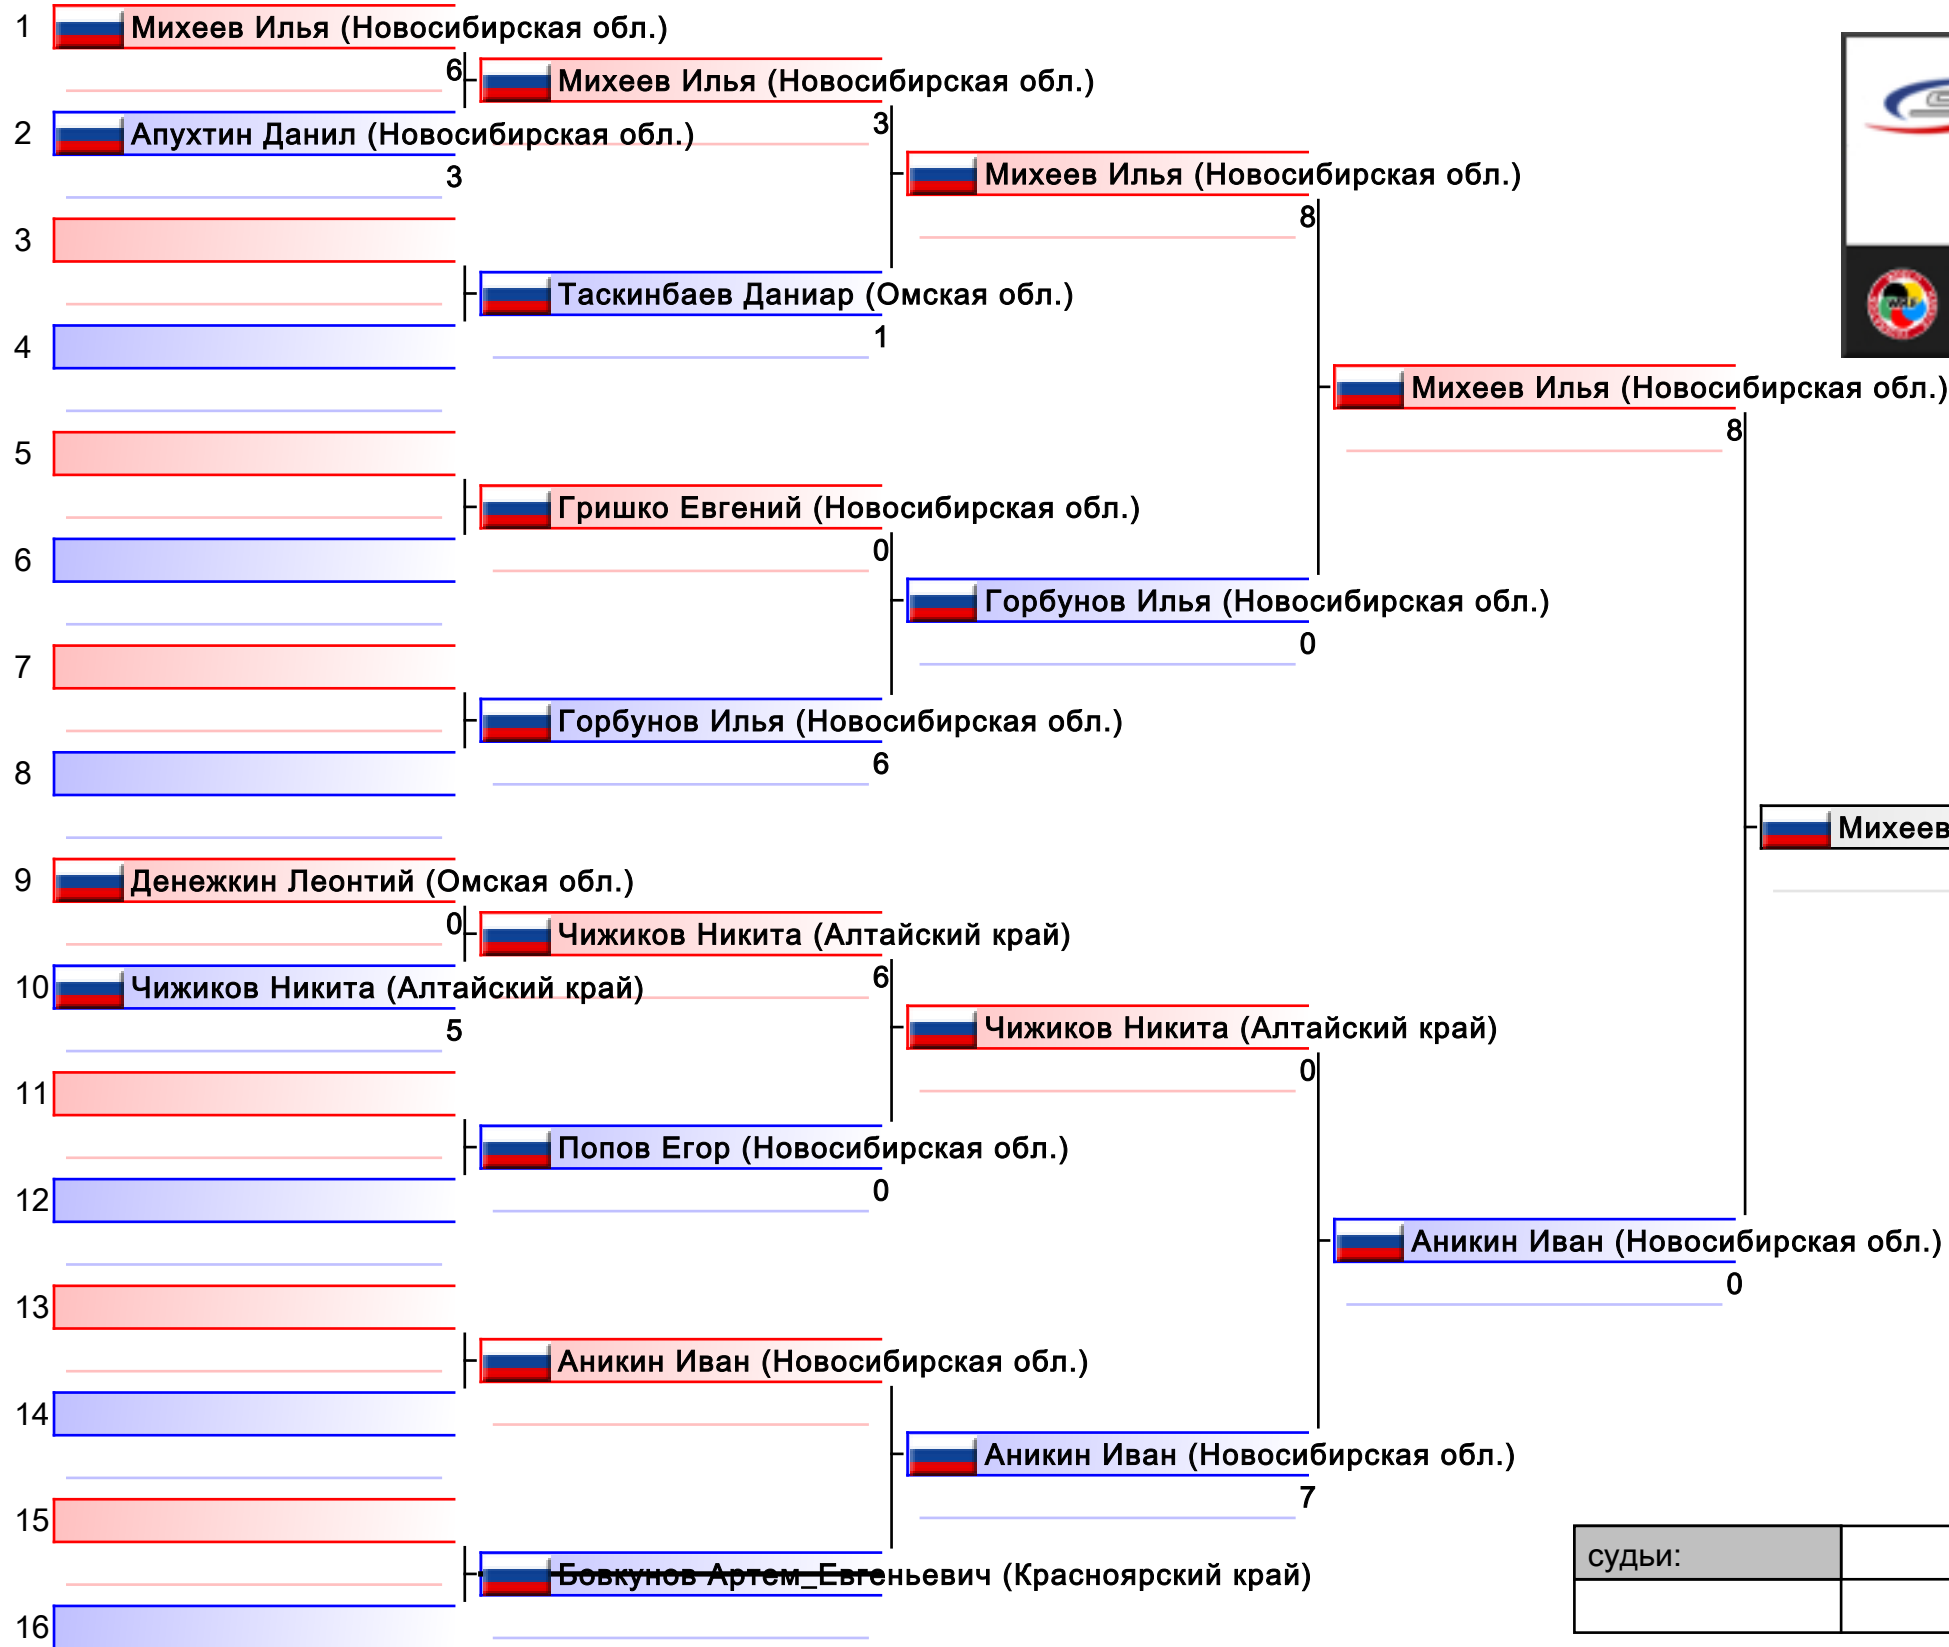 1 Михеев Илья (Новосибирская обл.)
6 Михеев Илья (Новосибирская обл.)
2 Апухтин Данил (Новосибирская обл.)
3
3
Михеев Илья (Новосибирская обл.)
8
3
Таскинбаев Даниар (Омская обл.)
1
4
Михеев Илья (Новосибирская обл.)
8
5
Гришко Евгений (Новосибирская обл.)
0
6
Горбунов Илья (Новосибирская обл.)
0
7
Горбунов Илья (Новосибирская обл.)
6
8
Михеев
9 Денежкин Леонтий (Омская обл.)
0 Чижиков Никита (Алтайский край)
6
10 Чижиков Никита (Алтайский край)
5
Чижиков Никита (Алтайский край)
0
11
Попов Егор (Новосибирская обл.)
0
12
Аникин Иван (Новосибирская обл.)
0
13
Аникин Иван (Новосибирская обл.)
14
Аникин Иван (Новосибирская обл.)
7
15
Бовкунов Артем_Евгеньевич (Красноярский край)
судьи:
16